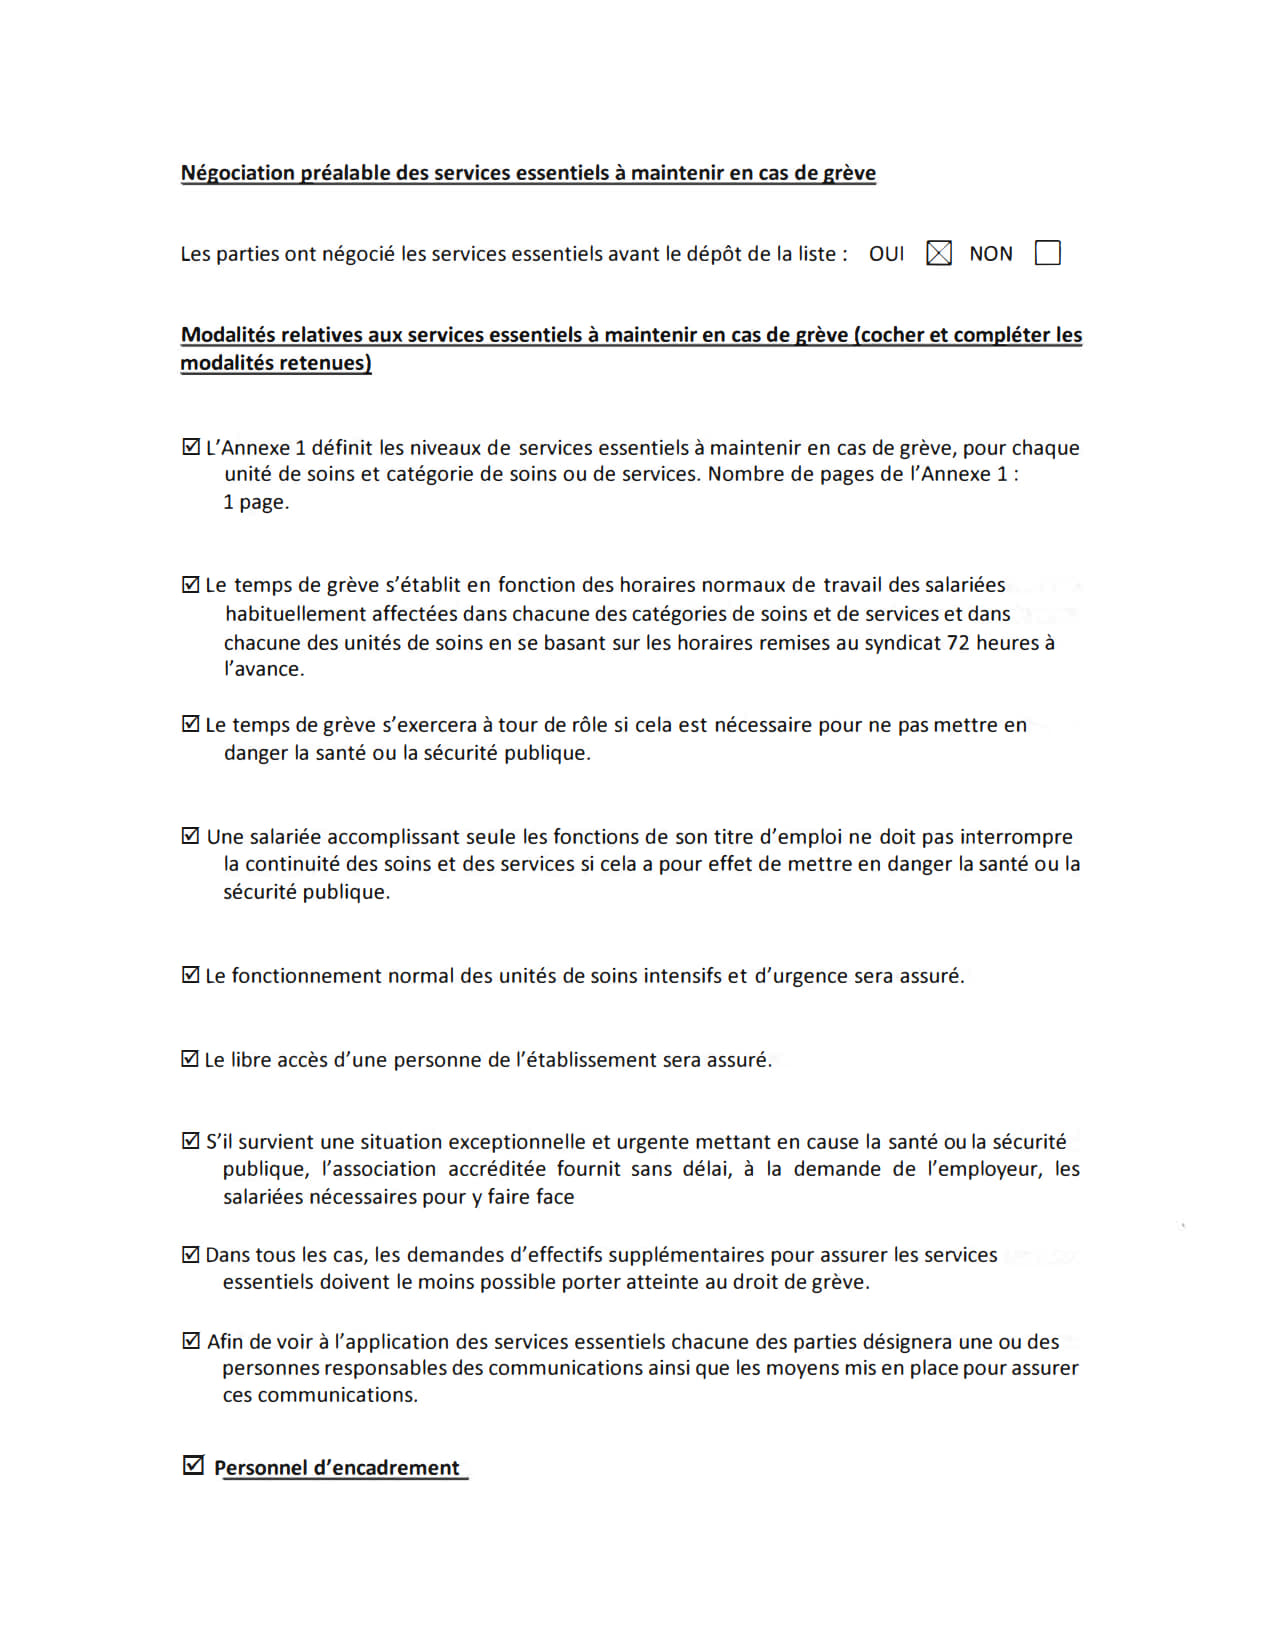 Négociation préalable des services essentiels à maintenir en cas de grève
Les parties ont négocié les services essentiels avant le dépôt de la liste : OUI ☒ NON ☐
Modalités relatives aux services essentiels à maintenir en cas de grève (cocher et compléter les
modalités retenues)
☑ L’Annexe 1 définit les niveaux de services essentiels à maintenir en cas de grève, pour chaque
unité de soins et catégorie de soins ou de services. Nombre de pages de l’Annexe 1 :
1 page.
☑ Le temps de grève s’établit en fonction des horaires normaux de travail des salariées
habituellement affectées dans chacune des catégories de soins et de services et dans
chacune des unités de soins en se basant sur les horaires remises au syndicat 72 heures à
l’avance.
☑ Le temps de grève s’exercera à tour de rôle si cela est nécessaire pour ne pas mettre en
danger la santé ou la sécurité publique.
☑ Une salariée accomplissant seule les fonctions de son titre d’emploi ne doit pas interrompre
la continuité des soins et des services si cela a pour effet de mettre en danger la santé ou la
sécurité publique.
☑ Le fonctionnement normal des unités de soins intensifs et d’urgence sera assuré.
☑ Le libre accès d’une personne de l’établissement sera assuré.
☑ S’il survient une situation exceptionnelle et urgente mettant en cause la santé ou la sécurité
publique, l’association accréditée fournit sans délai, à la demande de l’employeur, les
salariées nécessaires pour y faire face
☑ Dans tous les cas, les demandes d’effectifs supplémentaires pour assurer les services
essentiels doivent le moins possible porter atteinte au droit de grève.
☑ Afin de voir à l’application des services essentiels chacune des parties désignera une ou des
personnes responsables des communications ainsi que les moyens mis en place pour assurer
ces communications.
☑ Personnel d’encadrement